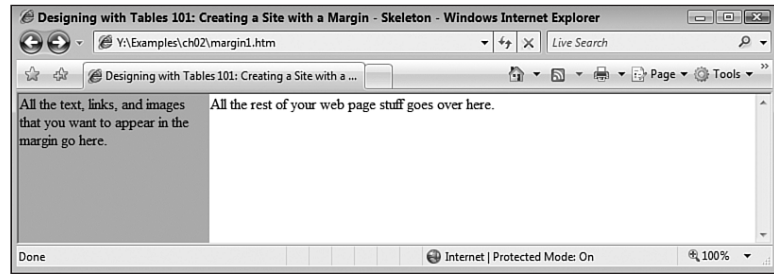 Designing with Tables 101: Creating a Site with a Margin - Skeleton - Windows Internet Explorer
Y:\Examples\ch02\margin1.htm
Live Search
Designing with Tables 101: Creating a Site with a ...
Page
Tools
All the text, links, and images
that you want to appear in the
margin go here.
All the rest of your web page stuff goes over here.
Done
Internet | Protected Mode: On
100%